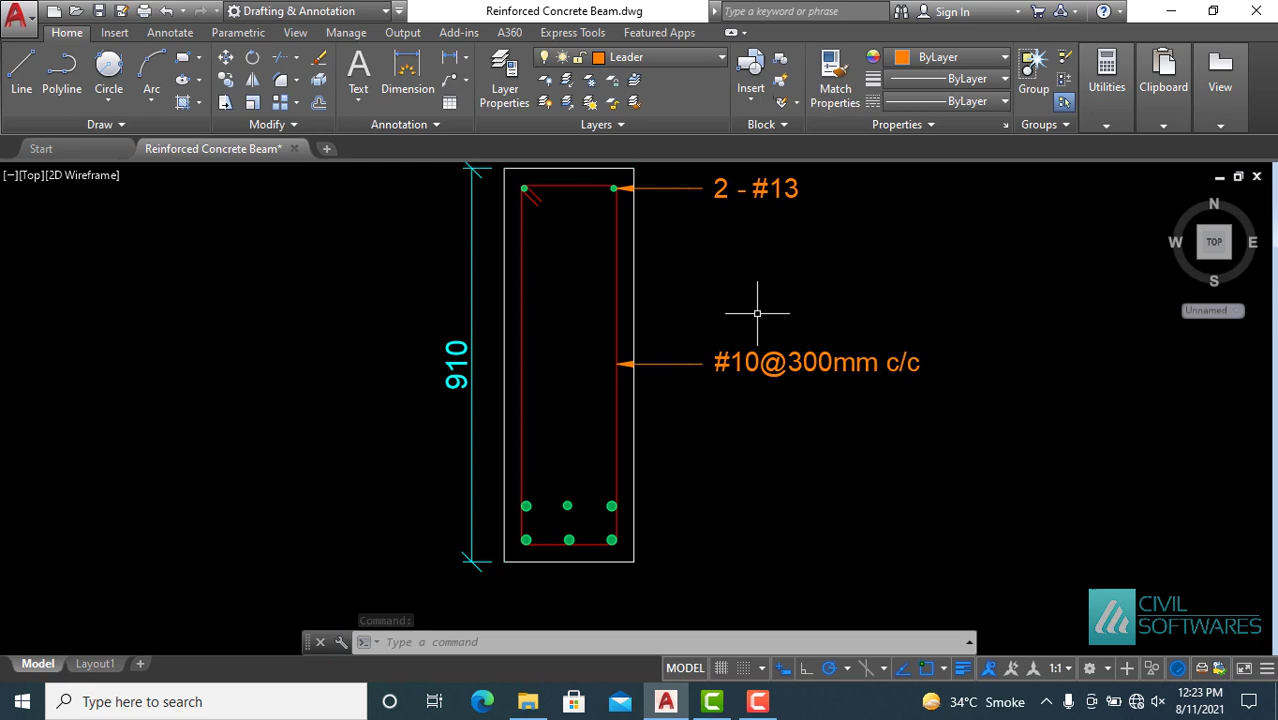 Drafting & Annotation
Reinforced Concrete Beam.dwg
Type a keyword or phrase
Sign In
Home Insert Annotate Parametric View Manage Output Add-ins A360 Express Tools Featured Apps
Leader
ByLayer
ByLayer
ByLayer
Line Polyline Circle Arc Text Dimension Layer Properties Insert Match Properties Group Utilities Clipboard View
Draw Modify Annotation Layers Block Properties Groups
Start Reinforced Concrete Beam*
[−][Top][2D Wireframe]
2 - #13
N
W TOP E
S
Unnamed
910
#10@300mm c/c
CIVIL
SOFTWARES
Command:
Type a command
Model Layout1 MODEL 1:1
Type here to search
34°C Smoke
12:23 PM
8/11/2021